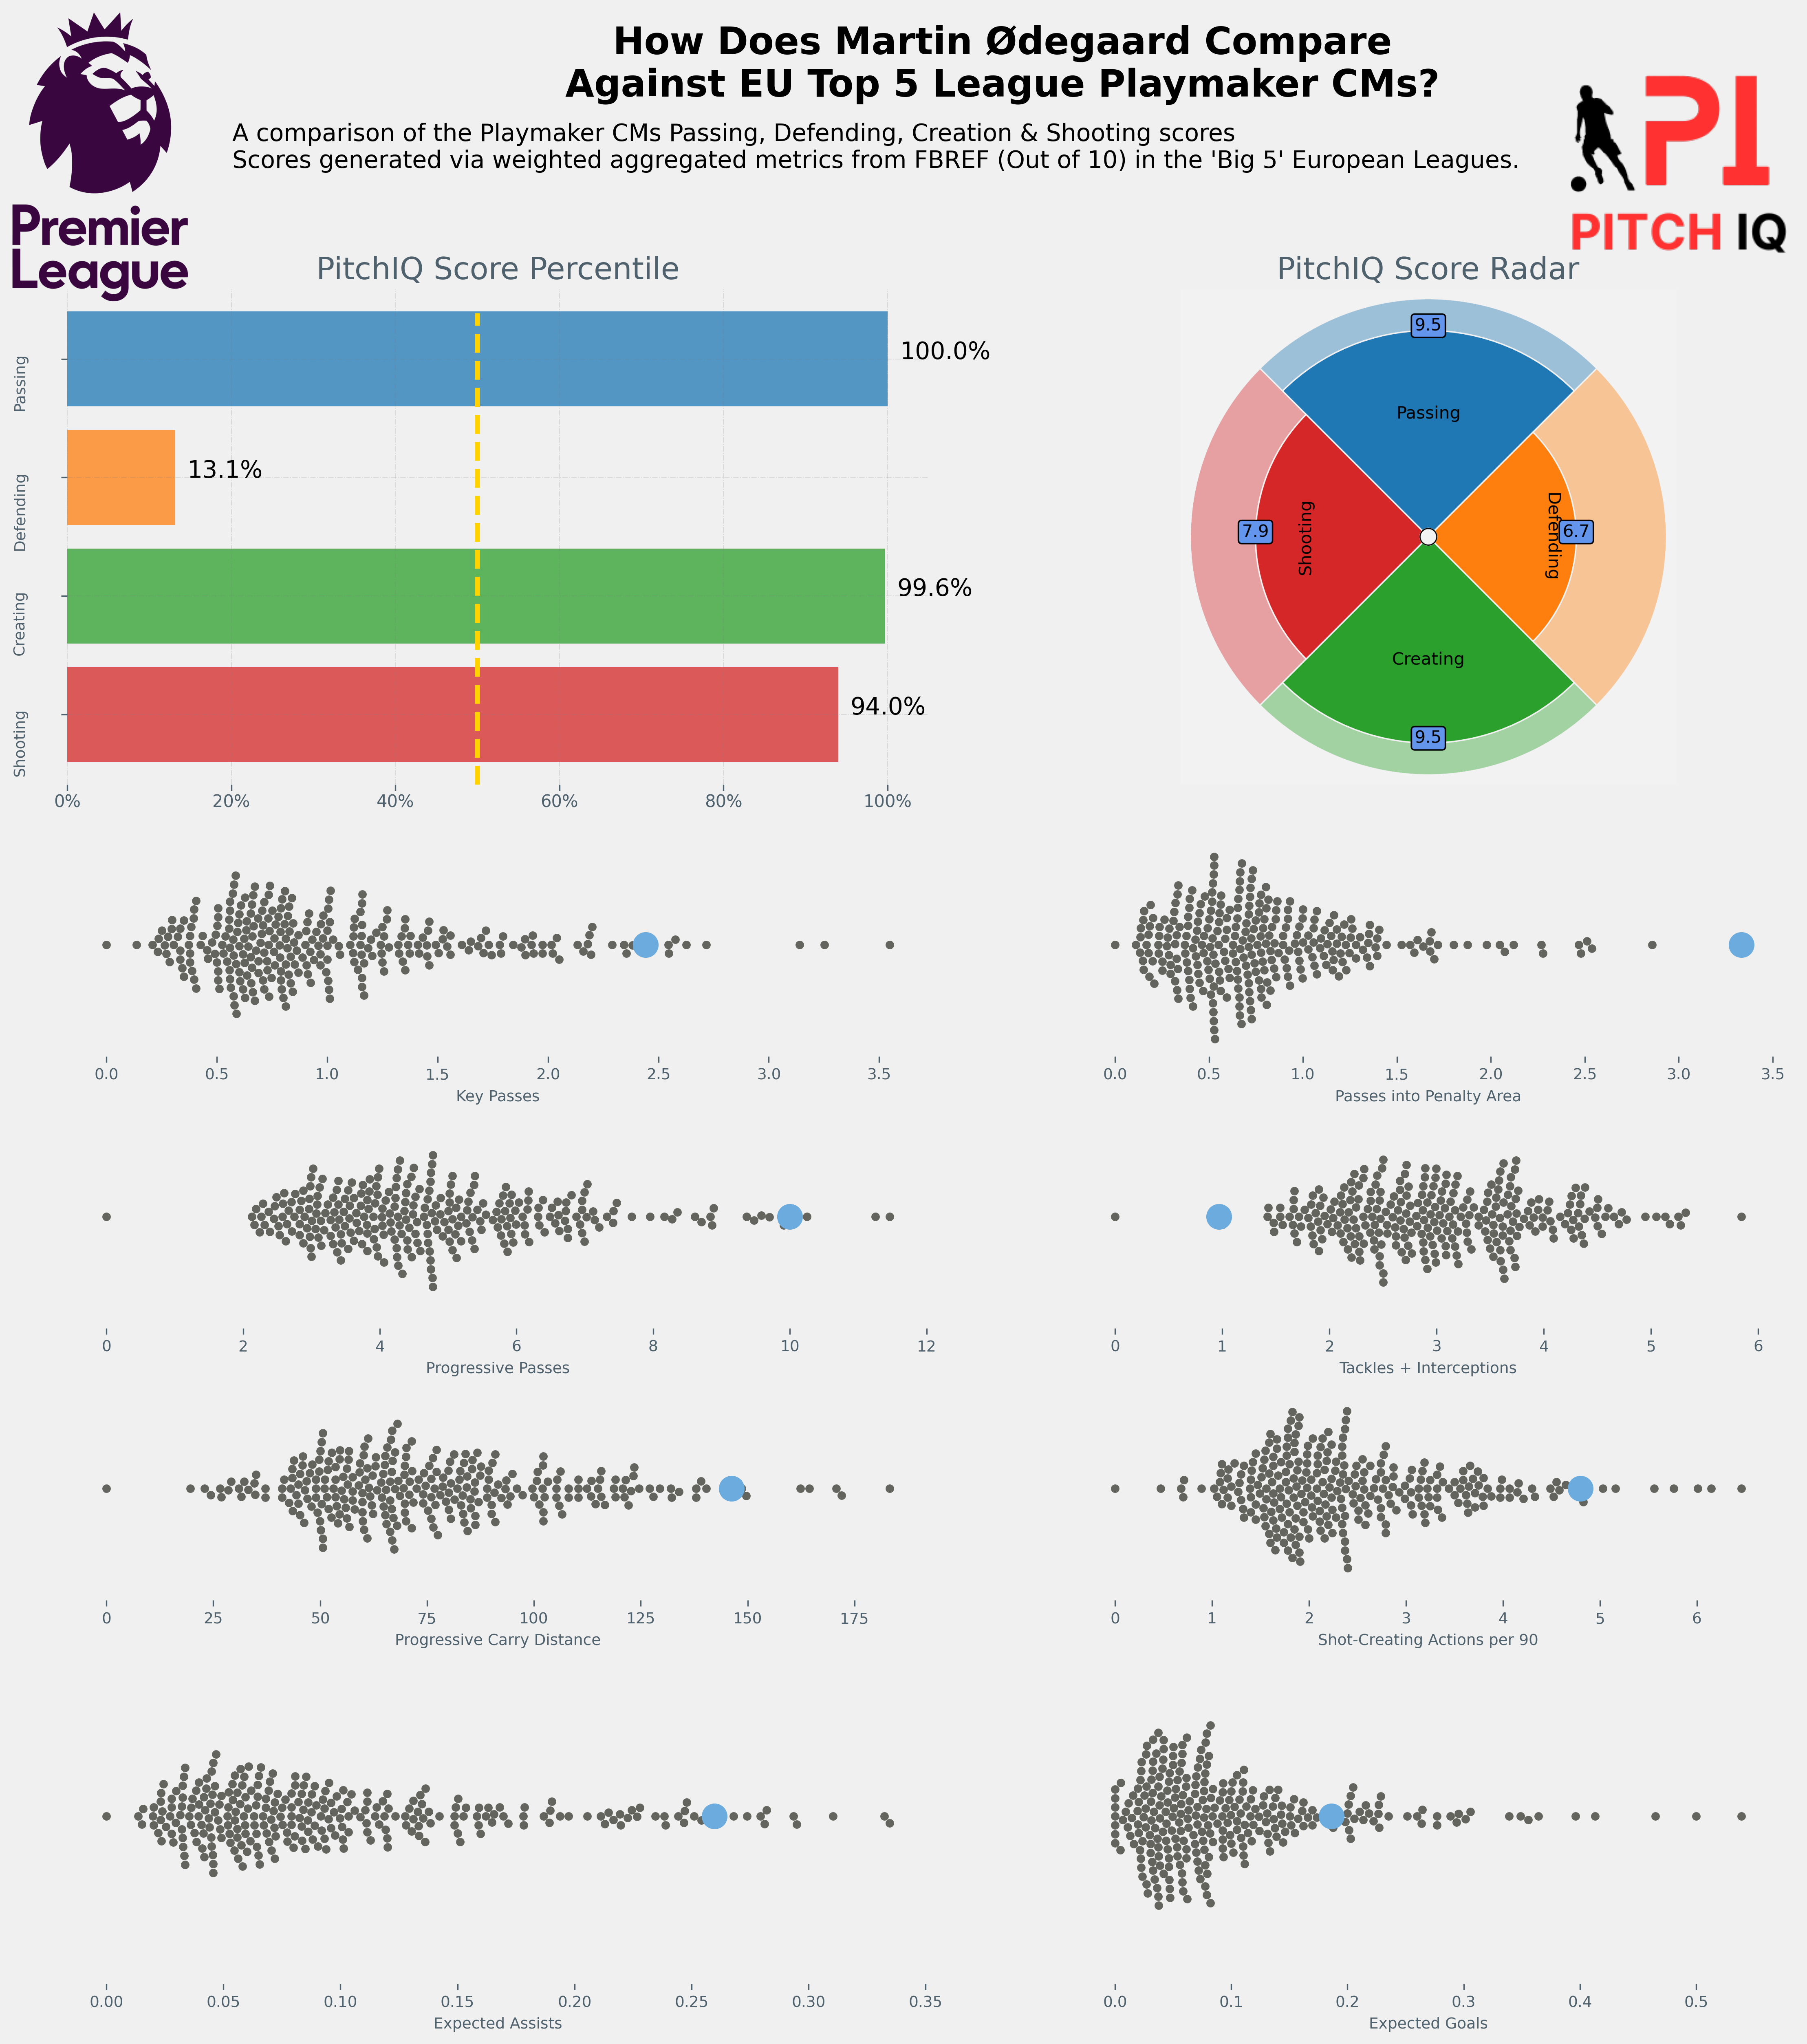 How Does Martin Ødegaard Compare
Against EU Top 5 League Playmaker CMs?
A comparison of the Playmaker CMs Passing, Defending, Creation & Shooting scores
Scores generated via weighted aggregated metrics from FBREF (Out of 10) in the 'Big 5' European Leagues.
Premier
League
PI
PITCH IQ
PitchIQ Score Percentile
Passing
100.0%
Defending
13.1%
Creating
99.6%
Shooting
94.0%
0% 20% 40% 60% 80% 100%
PitchIQ Score Radar
9.5
Passing
7.9
Shooting
Defending
6.7
Creating
9.5
0.0 0.5 1.0 1.5 2.0 2.5 3.0 3.5
Key Passes
0.0 0.5 1.0 1.5 2.0 2.5 3.0 3.5
Passes into Penalty Area
0 2 4 6 8 10 12
Progressive Passes
0 1 2 3 4 5 6
Tackles + Interceptions
0 25 50 75 100 125 150 175
Progressive Carry Distance
0 1 2 3 4 5 6
Shot-Creating Actions per 90
0.00 0.05 0.10 0.15 0.20 0.25 0.30 0.35
Expected Assists
0.0 0.1 0.2 0.3 0.4 0.5
Expected Goals